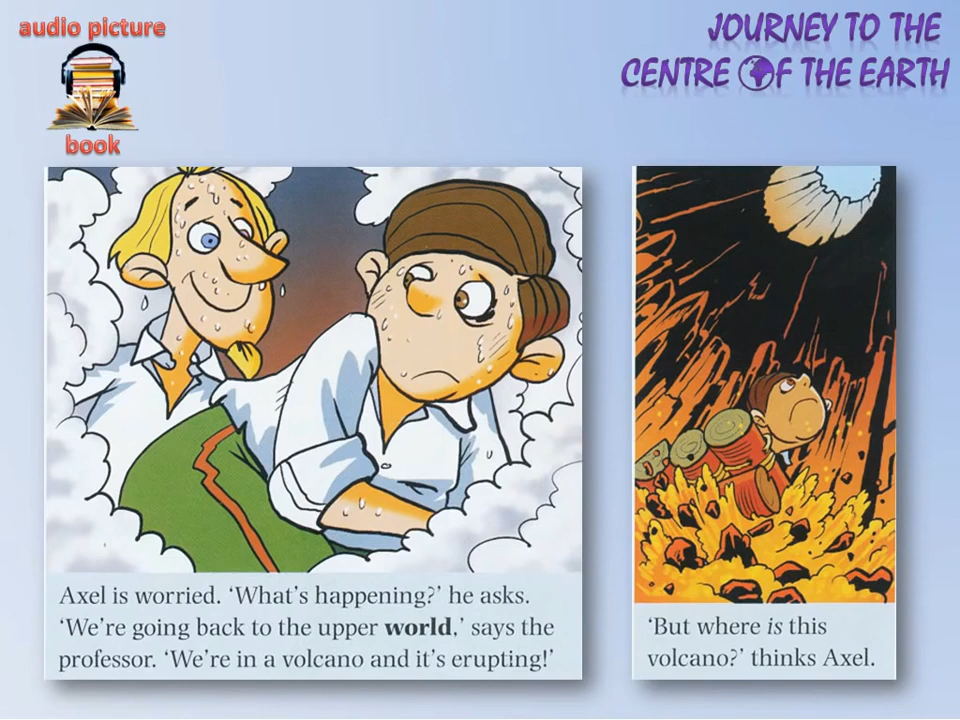 audio picture
book
JOURNEY TO THE
CENTRE OF THE EARTH
Axel is worried. ‘What’s happening?’ he asks.
‘We’re going back to the upper world,’ says the
professor. ‘We’re in a volcano and it’s erupting!’
‘But where is this
volcano?’ thinks Axel.